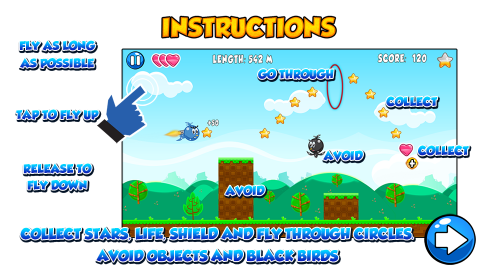 INSTRUCTIONS
FLY AS LONG
AS POSSIBLE
LENGTH: 542 M
SCORE: 120
GO THROUGH
COLLECT
TAP TO FLY UP
+50
AVOID
COLLECT
RELEASE TO
FLY DOWN
AVOID
COLLECT STARS, LIFE, SHIELD AND FLY THROUGH CIRCLES
AVOID OBJECTS AND BLACK BIRDS